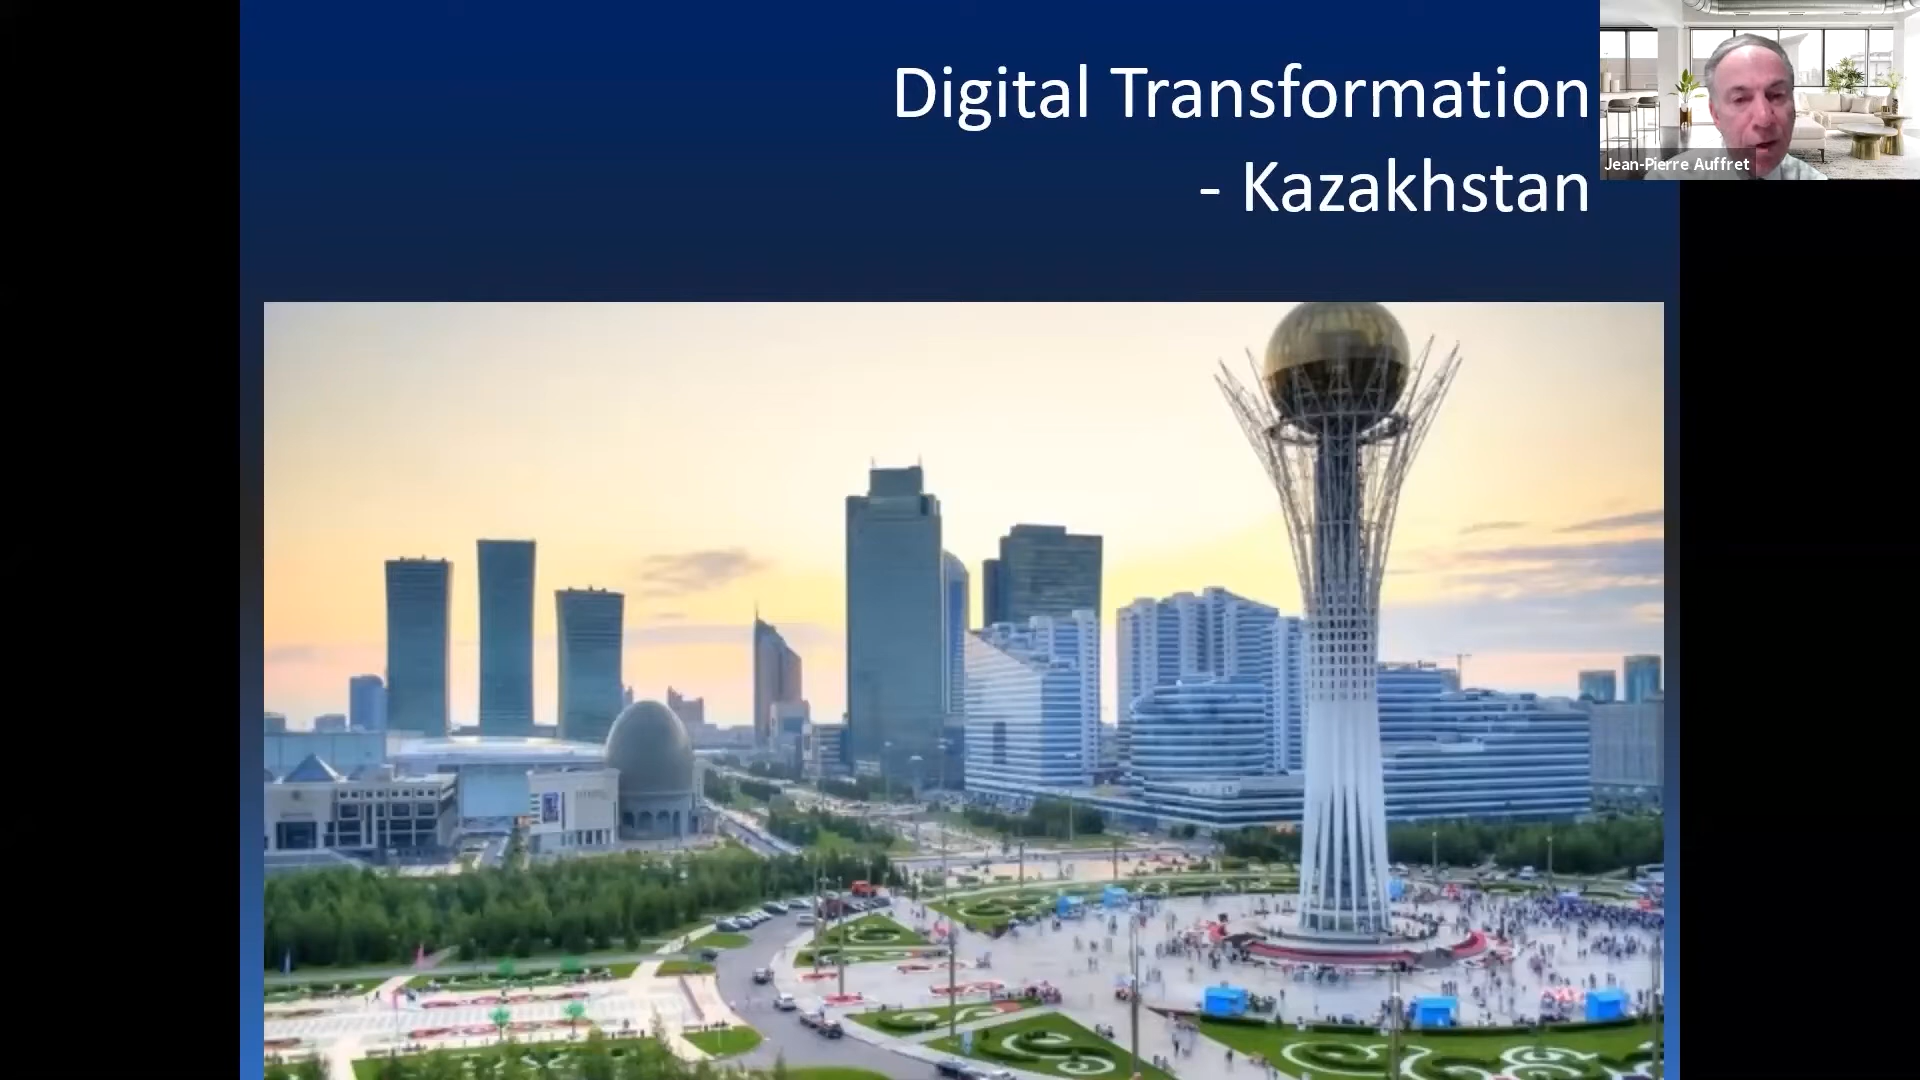 Digital Transformation
- Kazakhstan
Jean-Pierre Auffret